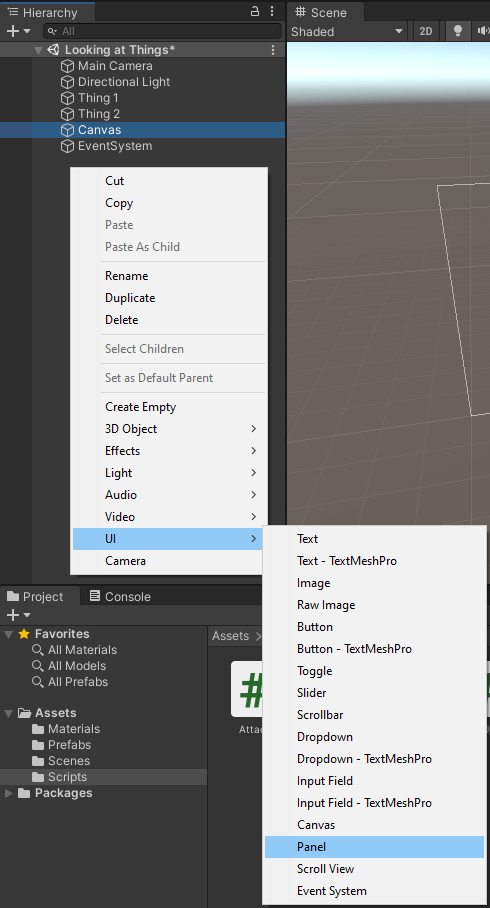 Hierarchy
Scene
All
Shaded
2D
Looking at Things*
Main Camera
Directional Light
Thing 1
Thing 2
Canvas
EventSystem
Cut
Copy
Paste
Paste As Child
Rename
Duplicate
Delete
Select Children
Set as Default Parent
Create Empty
3D Object
Effects
Light
Audio
Video
UI
Camera
Text
Text - TextMeshPro
Image
Raw Image
Button
Button - TextMeshPro
Toggle
Slider
Scrollbar
Dropdown
Dropdown - TextMeshPro
Input Field
Input Field - TextMeshPro
Canvas
Panel
Scroll View
Event System
Project
Console
Favorites
All Materials
All Models
All Prefabs
Assets
Materials
Prefabs
Scenes
Scripts
Packages
Assets >
#
Attac